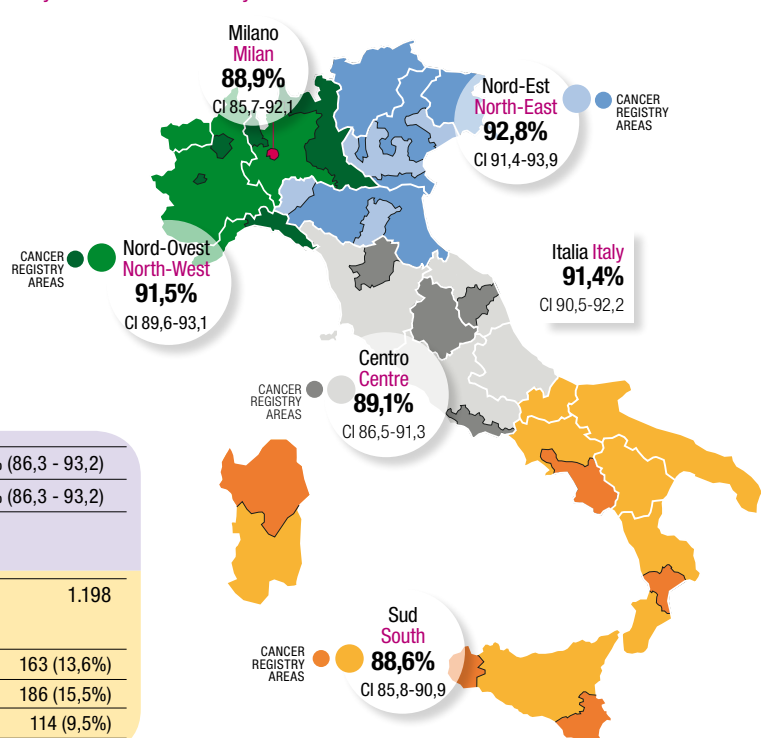 Milano
Milan
88,9%
CI 85,7-92,1
Nord-Est
North-East
92,8%
CI 91,4-93,9
CANCER
REGISTRY
AREAS
CANCER
REGISTRY
AREAS
Nord-Ovest
North-West
91,5%
CI 89,6-93,1
Italia Italy
91,4%
CI 90,5-92,2
CANCER
REGISTRY
AREAS
Centro
Centre
89,1%
CI 86,5-91,3
(86,3 - 93,2)
(86,3 - 93,2)
1.198
163 (13,6%)
186 (15,5%)
114 (9,5%)
CANCER
REGISTRY
AREAS
Sud
South
88,6%
CI 85,8-90,9